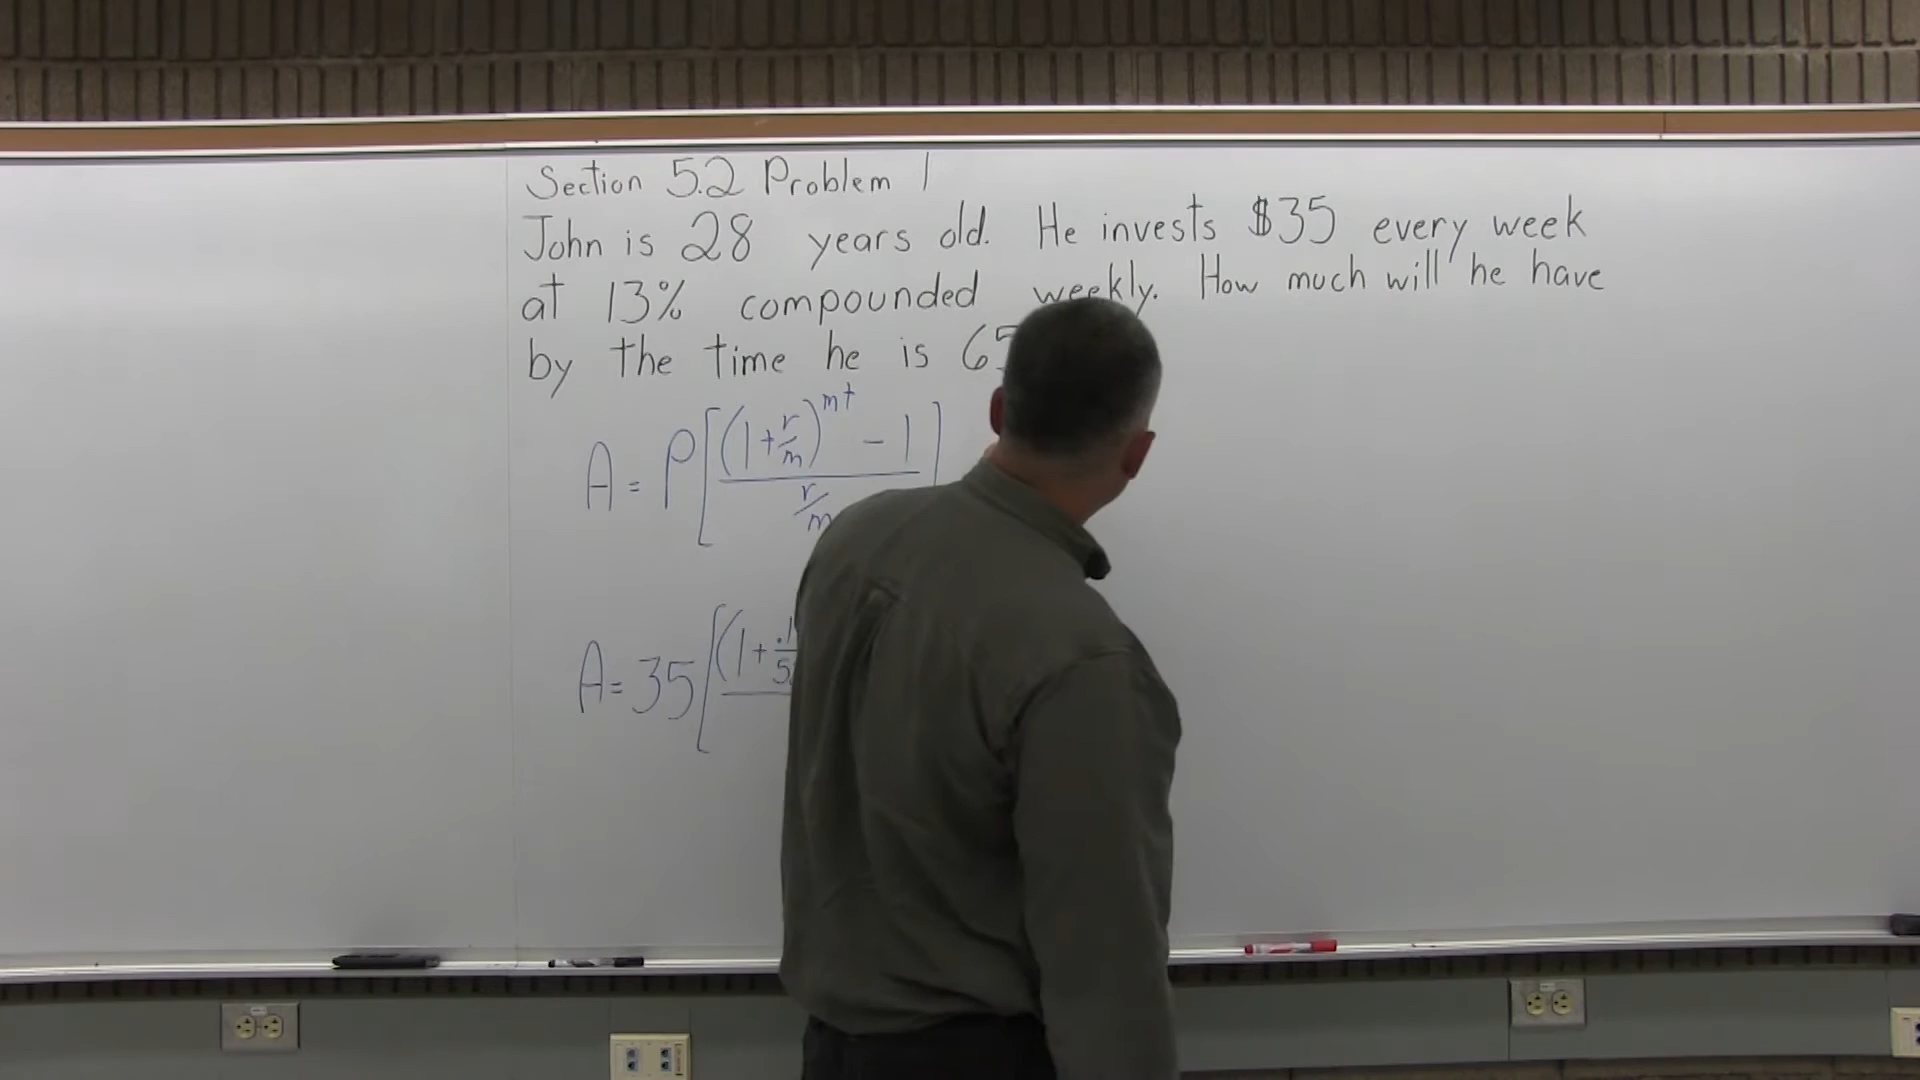 Section 5.2 Problem 1
John is 28 years old. He invests $35 every week
at 13% compounded weekly. How much will he have
by the time he is 65
A = P[((1+r/m)^mt - 1)/(r/m)]
A = 35[(1+.1/5